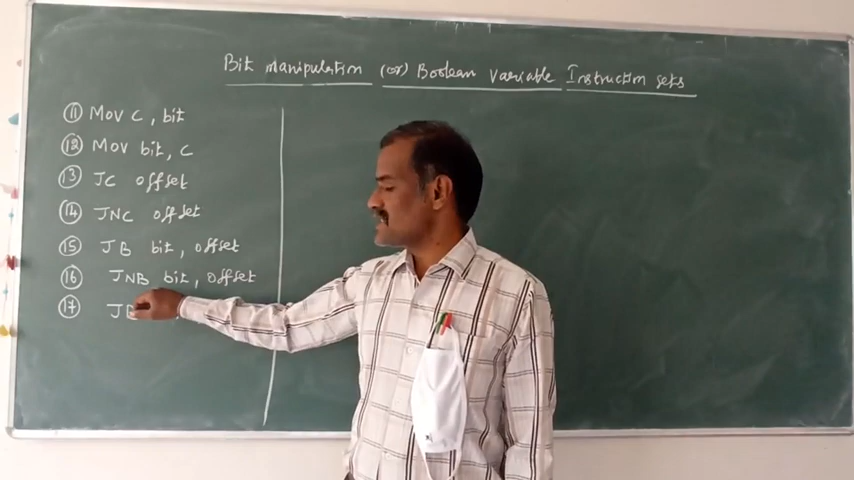 Bit manipulation (or) Boolean variable Instruction sets
11 Mov C, bit
12 Mov bit, C
13 JC offset
14 JNC offset
15 JB bit, offset
16 JNB bit, offset
17